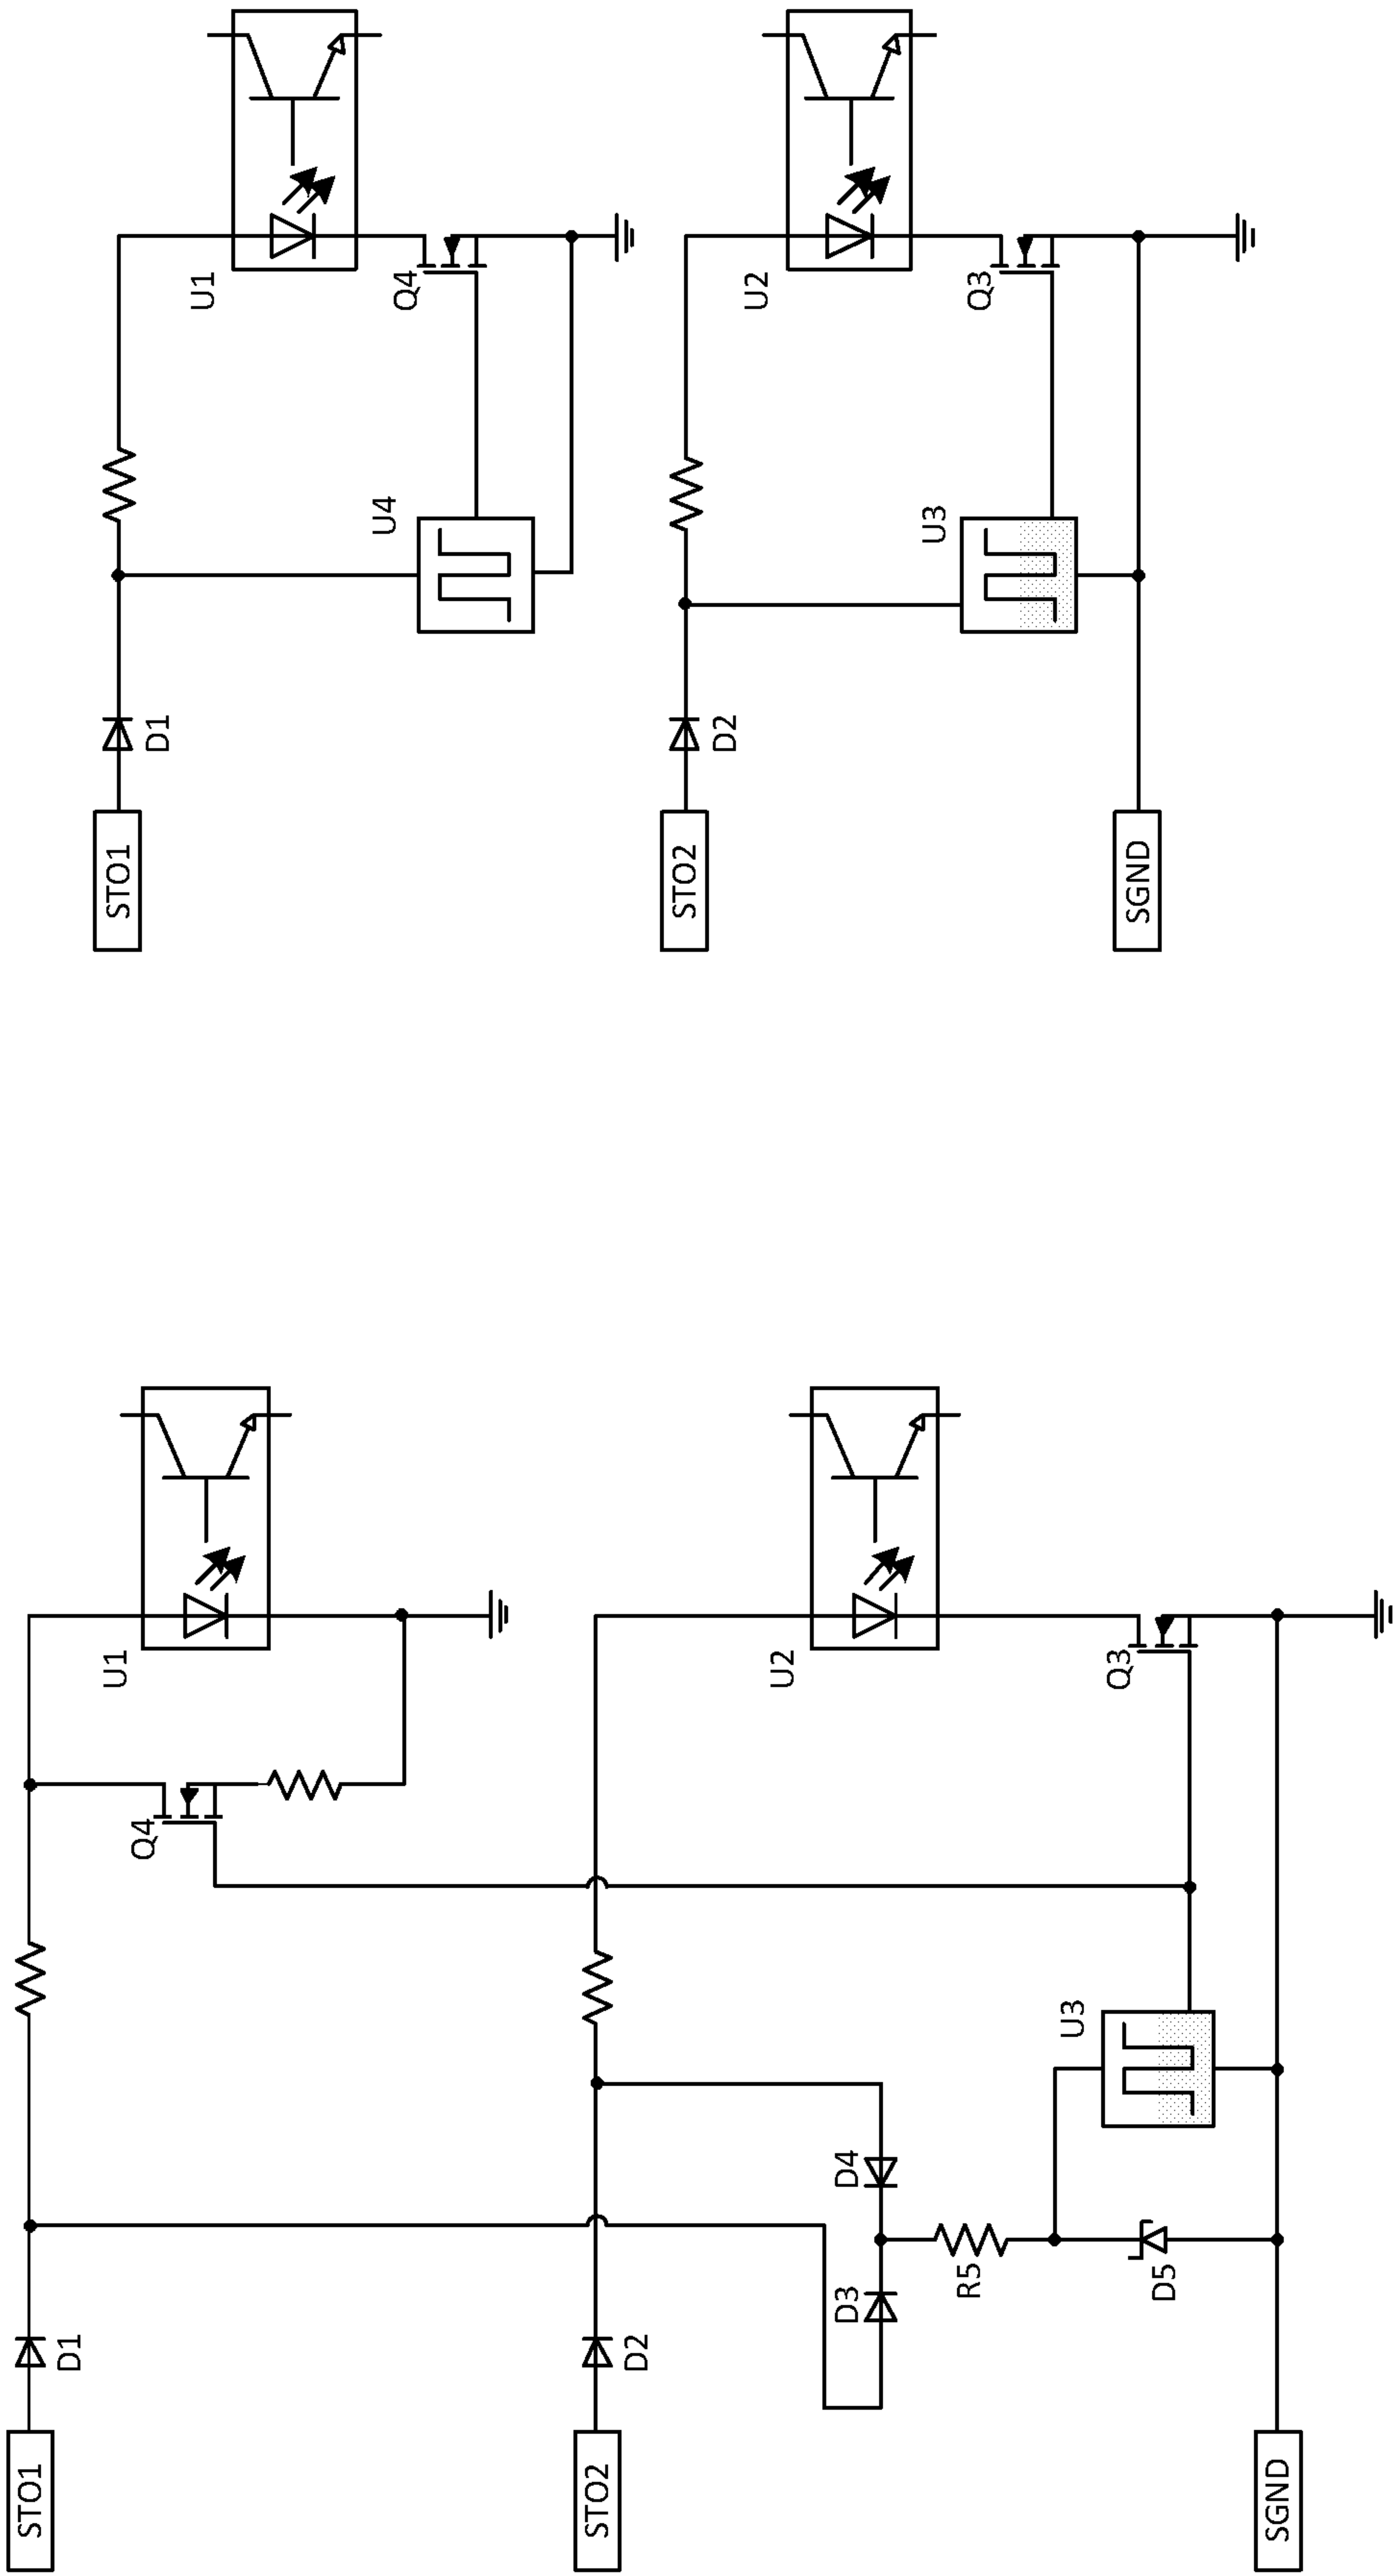 STO1
D1
U4
Q4
U1
STO2
D2
U3
Q3
U2
SGND
STO1
D1
Q4
U1
STO2
D2
D3
D4
R5
D5
U3
Q3
U2
SGND